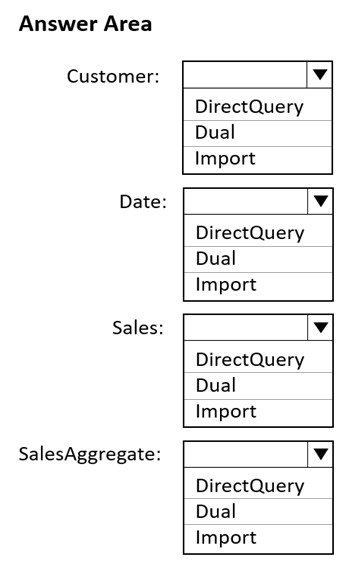 Answer Area
Customer:
DirectQuery
Dual
Import
Date:
DirectQuery
Dual
Import
Sales:
DirectQuery
Dual
Import
SalesAggregate:
DirectQuery
Dual
Import